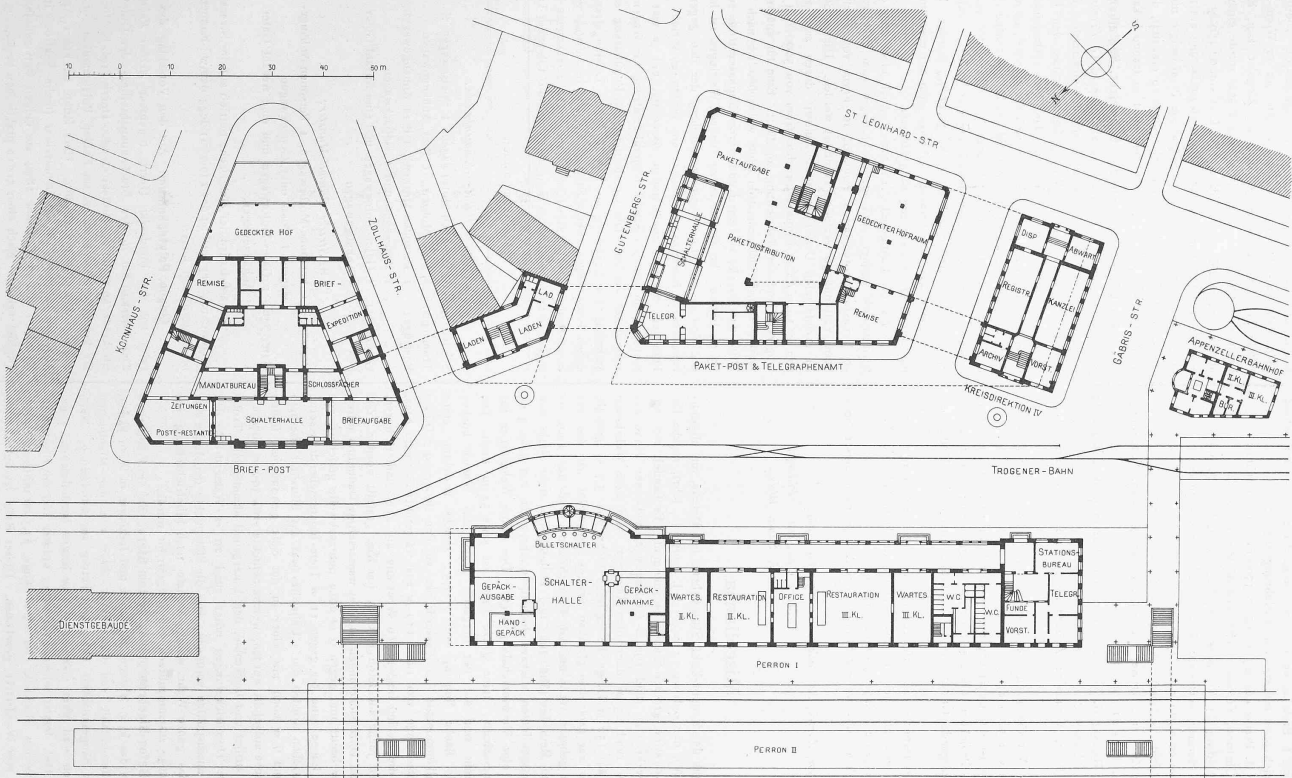 10 0 10 20 30 40 50 m
S
N
ST LEONHARD-STR
GUTENBERG-STR.
ZOLLHAUS-STR.
KORNHAUS-STR.
GÄBRIS-STR
GEDECKTER HOF
REMISE
BRIEF-
EXPEDITION
MANDATBUREAU
SCHLOSSFÄCHER
ZEITUNGEN
POSTE-RESTANTE
SCHALTERHALLE
BRIEFAUFGABE
BRIEF-POST
LADEN
LADEN
LAD.
PAKETAUFGABE
SCHALTERHALLE
PAKETDISTRIBUTION
GEDECKTER HOFRAUM
TELEGR.
REMISE
PAKET-POST & TELEGRAPHENAMT
DISP.
ABWART
REGISTR.
KANZLEI
ARCHIV
VORST.
KREISDIREKTION IV
APPENZELLERBAHNHOF
II.KL.
III.KL.
BUR.
TROGENER-BAHN
BILLETSCHALTER
SCHALTER-
HALLE
GEPÄCK-
AUSGABE
HAND-
GEPÄCK
GEPÄCK-
ANNAHME
WARTES.
II.KL.
RESTAURATION
II.KL.
OFFICE
RESTAURATION
III.KL.
WARTES.
III.KL.
W.C.
W.C.
STATIONS-
BUREAU
TELEGR.
FUNDE
VORST.
DIENSTGEBÄUDE
PERRON I
PERRON II